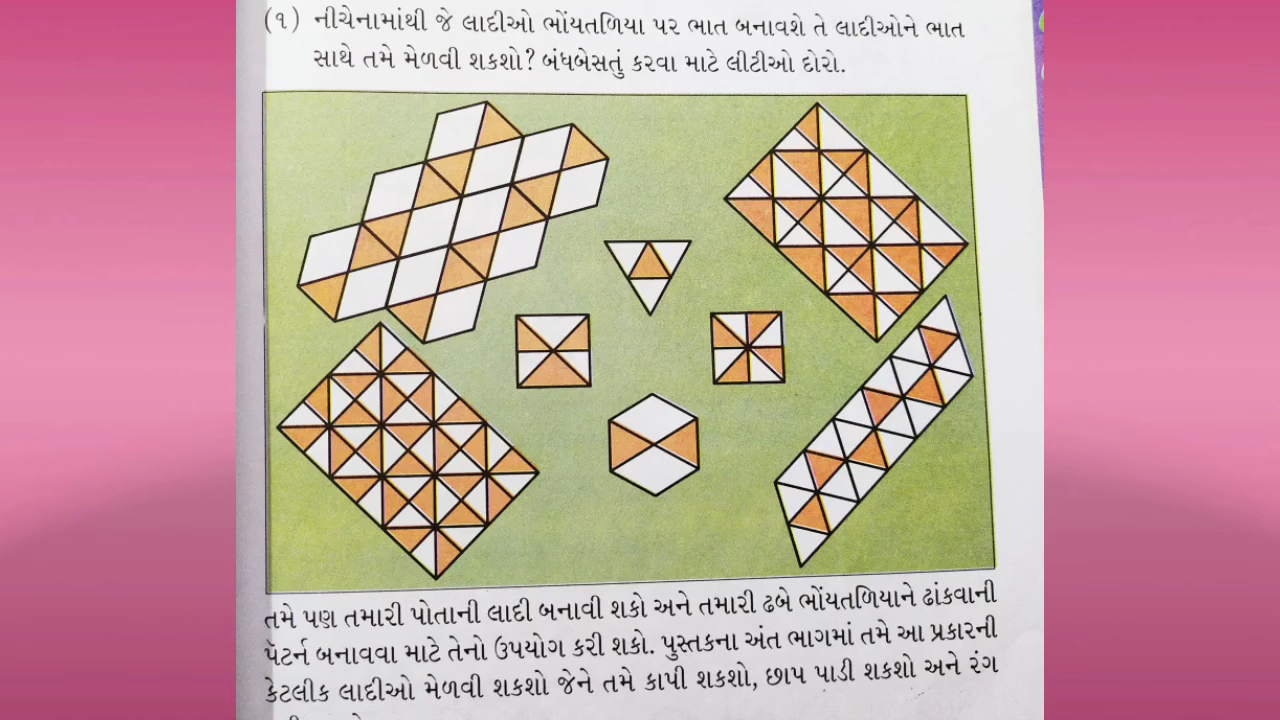 (૧) નીચેનામાંથી જે લાદીઓ ભોંયતળિયા પર ભાત બનાવશે તે લાદીઓને ભાત
સાથે તમે મેળવી શકશો? બંધબેસતું કરવા માટે લીટીઓ દોરો.
તમે પણ તમારી પોતાની લાદી બનાવી શકો અને તમારી ઢબે ભોંયતળિયાને ઢાંકવાની
પૅટર્ન બનાવવા માટે તેનો ઉપયોગ કરી શકો. પુસ્તકના અંત ભાગમાં તમે આ પ્રકારની
કેટલીક લાદીઓ મેળવી શકશો જેને તમે કાપી શકશો, છાપ પાડી શકશો અને રંગ